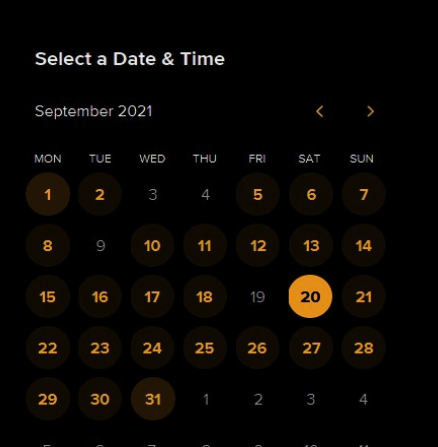 Select a Date & Time
September 2021
MON TUE WED THU FRI SAT SUN
1 2 3 4 5 6 7
8 9 10 11 12 13 14
15 16 17 18 19 20 21
22 23 24 25 26 27 28
29 30 31 1 2 3 4